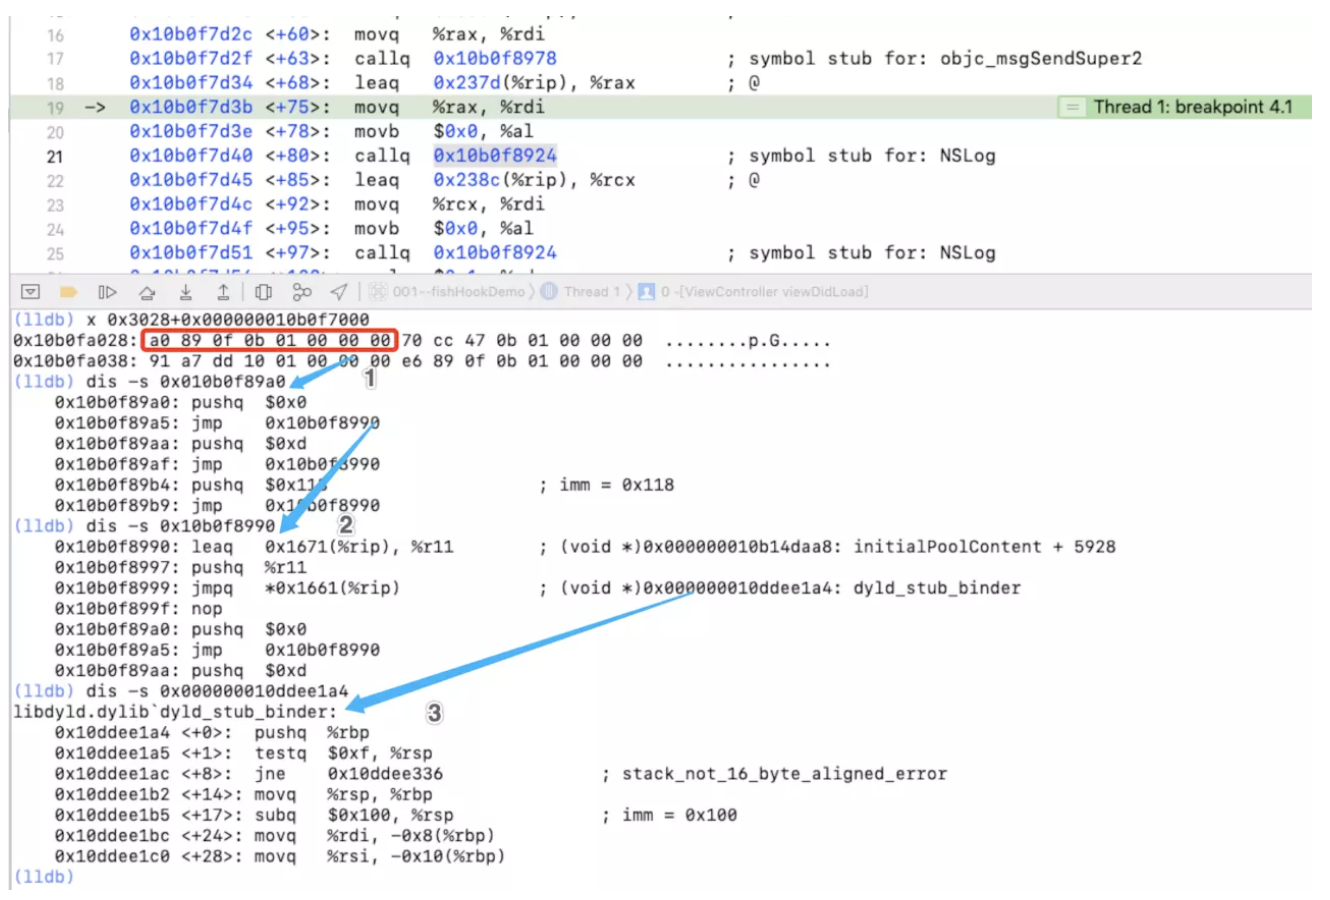 16 0x10b0f7d2c <+60>: movq %rax, %rdi
17 0x10b0f7d2f <+63>: callq 0x10b0f8978 ; symbol stub for: objc_msgSendSuper2
18 0x10b0f7d34 <+68>: leaq 0x237d(%rip), %rax ; @
19 -> 0x10b0f7d3b <+75>: movq %rax, %rdi = Thread 1: breakpoint 4.1
20 0x10b0f7d3e <+78>: movb $0x0, %al
21 0x10b0f7d40 <+80>: callq 0x10b0f8924 ; symbol stub for: NSLog
22 0x10b0f7d45 <+85>: leaq 0x238c(%rip), %rcx ; @
23 0x10b0f7d4c <+92>: movq %rcx, %rdi
24 0x10b0f7d4f <+95>: movb $0x0, %al
25 0x10b0f7d51 <+97>: callq 0x10b0f8924 ; symbol stub for: NSLog
001--fishHookDemo 〉 Thread 1 〉 0 -[ViewController viewDidLoad]
(lldb) x 0x3028+0x000000010b0f7000
0x10b0fa028: a0 89 0f 0b 01 00 00 00 70 cc 47 0b 01 00 00 00 ........p.G.....
0x10b0fa038: 91 a7 dd 10 01 00 00 00 e6 89 0f 0b 01 00 00 00 ................
(lldb) dis -s 0x010b0f89a0
1
0x10b0f89a0: pushq $0x0
0x10b0f89a5: jmp 0x10b0f8990
0x10b0f89aa: pushq $0xd
0x10b0f89af: jmp 0x10b0f8990
0x10b0f89b4: pushq $0x118 ; imm = 0x118
0x10b0f89b9: jmp 0x10b0f8990
(lldb) dis -s 0x10b0f8990
2
0x10b0f8990: leaq 0x1671(%rip), %r11 ; (void *)0x000000010b14daa8: initialPoolContent + 5928
0x10b0f8997: pushq %r11
0x10b0f8999: jmpq *0x1661(%rip) ; (void *)0x000000010ddee1a4: dyld_stub_binder
0x10b0f899f: nop
0x10b0f89a0: pushq $0x0
0x10b0f89a5: jmp 0x10b0f8990
0x10b0f89aa: pushq $0xd
(lldb) dis -s 0x000000010ddee1a4
libdyld.dylib`dyld_stub_binder:
3
0x10ddee1a4 <+0>: pushq %rbp
0x10ddee1a5 <+1>: testq $0xf, %rsp
0x10ddee1ac <+8>: jne 0x10ddee336 ; stack_not_16_byte_aligned_error
0x10ddee1b2 <+14>: movq %rsp, %rbp
0x10ddee1b5 <+17>: subq $0x100, %rsp ; imm = 0x100
0x10ddee1bc <+24>: movq %rdi, -0x8(%rbp)
0x10ddee1c0 <+28>: movq %rsi, -0x10(%rbp)
(lldb)